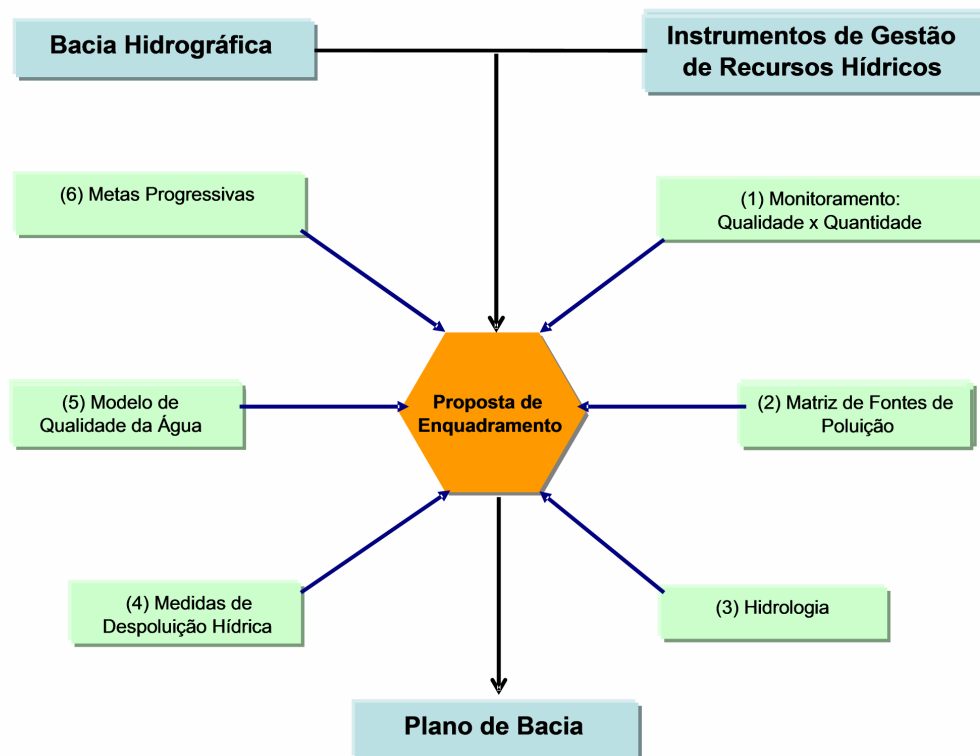 Bacia Hidrográfica
Instrumentos de Gestão
de Recursos Hídricos
(6) Metas Progressivas
(1) Monitoramento:
Qualidade x Quantidade
(5) Modelo de
Qualidade da Água
Proposta de
Enquadramento
(2) Matriz de Fontes de
Poluição
(4) Medidas de
Despoluição Hídrica
(3) Hidrologia
Plano de Bacia